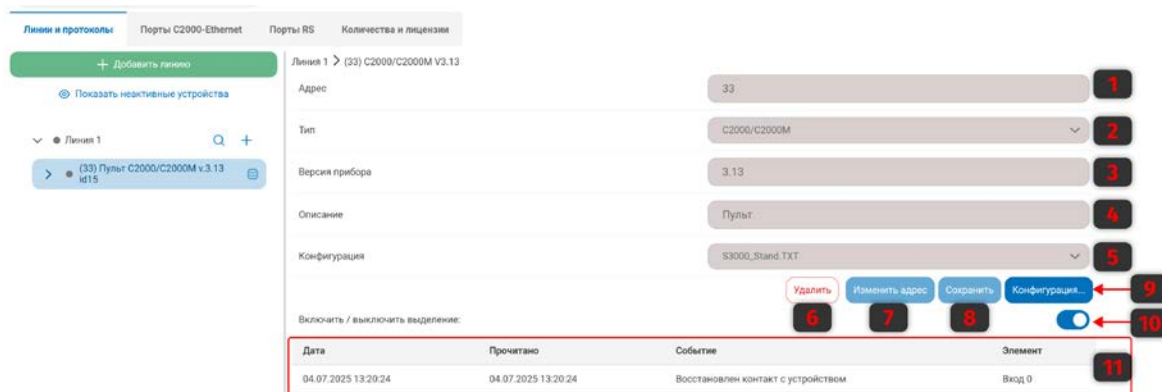 Линии и протоколы Порты C2000-Ethernet Порты RS Количества и лицензии
+ Добавить линию
Линия 1 > (33) C2000/C2000M V3.13
Показать неактивные устройства
Адрес 33 1
Тип C2000/C2000M 2
Линия 1
(33) Пульт C2000/C2000M v.3.13
id15
Версия прибора 3.13 3
Описание Пульт 4
Конфигурация S3000_Stand.TXT 5
Удалить Изменить адрес Сохранить Конфигурация... 9
6 7 8
Включить / выключить выделение: 10
Дата Прочитано Событие Элемент
11
04.07.2025 13:20:24 04.07.2025 13:20:24 Восстановлен контакт с устройством Вход 0